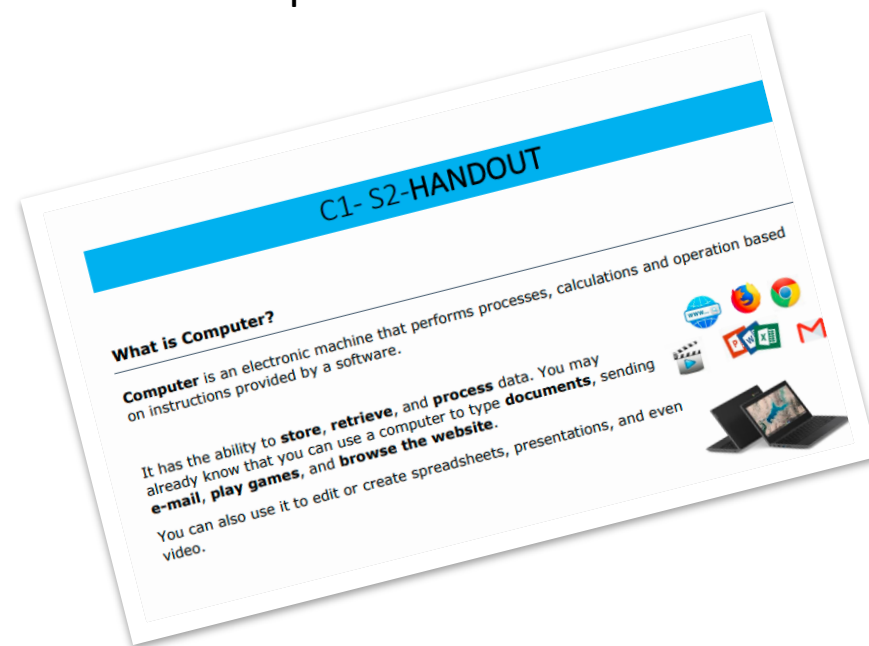 C1- S2-HANDOUT
What is Computer?
Computer is an electronic machine that performs processes, calculations and operation based
on instructions provided by a software.
It has the ability to store, retrieve, and process data. You may
already know that you can use a computer to type documents, sending
e-mail, play games, and browse the website.
You can also use it to edit or create spreadsheets, presentations, and even
video.
www...
P W X